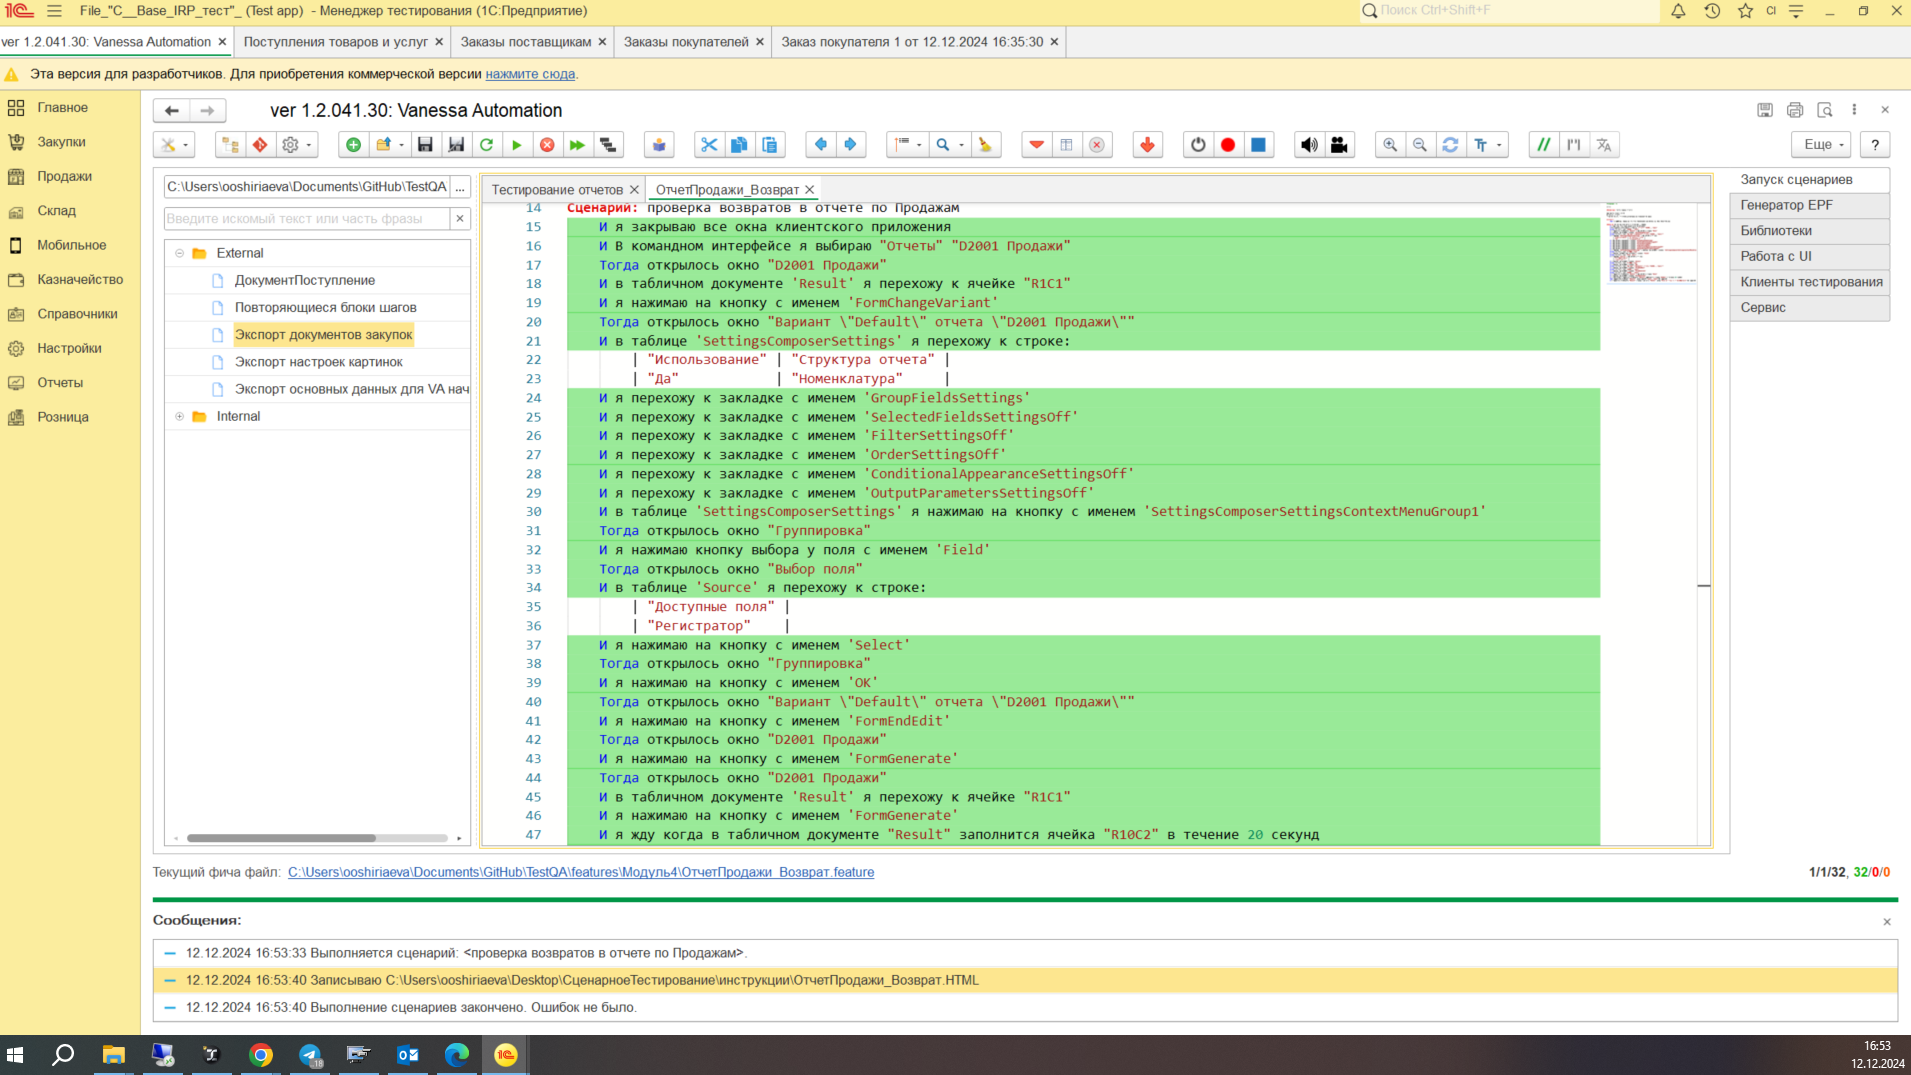 File_"C__Base_IRP_тест"_ (Test app) - Менеджер тестирования (1С:Предприятие)
Поиск Ctrl+Shift+F
CI
ver 1.2.041.30: Vanessa Automation
Поступления товаров и услуг
Заказы поставщикам
Заказы покупателей
Заказ покупателя 1 от 12.12.2024 16:35:30
Эта версия для разработчиков. Для приобретения коммерческой версии нажмите сюда.
Главное
Закупки
Продажи
Склад
Мобильное
Казначейство
Справочники
Настройки
Отчеты
Розница
ver 1.2.041.30: Vanessa Automation
Еще
?
C:\Users\ooshiriaeva\Documents\GitHub\TestQA
...
Введите искомый текст или часть фразы
External
ДокументПоступление
Повторяющиеся блоки шагов
Экспорт документов закупок
Экспорт настроек картинок
Экспорт основных данных для VA нач
Internal
Тестирование отчетов
ОтчетПродажи_Возврат
14 Сценарий: проверка возвратов в отчете по Продажам
15 И я закрываю все окна клиентского приложения
16 И В командном интерфейсе я выбираю "Отчеты" "D2001 Продажи"
17 Тогда открылось окно "D2001 Продажи"
18 И в табличном документе 'Result' я перехожу к ячейке "R1C1"
19 И я нажимаю на кнопку с именем 'FormChangeVariant'
20 Тогда открылось окно "Вариант \"Default\" отчета \"D2001 Продажи\""
21 И в таблице 'SettingsComposerSettings' я перехожу к строке:
22 | "Использование" | "Структура отчета" |
23 | "Да" | "Номенклатура" |
24 И я перехожу к закладке с именем 'GroupFieldsSettings'
25 И я перехожу к закладке с именем 'SelectedFieldsSettingsOff'
26 И я перехожу к закладке с именем 'FilterSettingsOff'
27 И я перехожу к закладке с именем 'OrderSettingsOff'
28 И я перехожу к закладке с именем 'ConditionalAppearanceSettingsOff'
29 И я перехожу к закладке с именем 'OutputParametersSettingsOff'
30 И в таблице 'SettingsComposerSettings' я нажимаю на кнопку с именем 'SettingsComposerSettingsContextMenuGroup1'
31 Тогда открылось окно "Группировка"
32 И я нажимаю кнопку выбора у поля с именем 'Field'
33 Тогда открылось окно "Выбор поля"
34 И в таблице 'Source' я перехожу к строке:
35 | "Доступные поля" |
36 | "Регистратор" |
37 И я нажимаю на кнопку с именем 'Select'
38 Тогда открылось окно "Группировка"
39 И я нажимаю на кнопку с именем 'OK'
40 Тогда открылось окно "Вариант \"Default\" отчета \"D2001 Продажи\""
41 И я нажимаю на кнопку с именем 'FormEndEdit'
42 Тогда открылось окно "D2001 Продажи"
43 И я нажимаю на кнопку с именем 'FormGenerate'
44 Тогда открылось окно "D2001 Продажи"
45 И в табличном документе 'Result' я перехожу к ячейке "R1C1"
46 И я нажимаю на кнопку с именем 'FormGenerate'
47 И я жду когда в табличном документе "Result" заполнится ячейка "R10C2" в течение 20 секунд
Запуск сценариев
Генератор EPF
Библиотеки
Работа с UI
Клиенты тестирования
Сервис
Текущий фича файл: C:\Users\ooshiriaeva\Documents\GitHub\TestQA\features\Модуль4\ОтчетПродажи_Возврат.feature
1/1/32, 32/0/0
Сообщения:
12.12.2024 16:53:33 Выполняется сценарий: <проверка возвратов в отчете по Продажам>.
12.12.2024 16:53:40 Записываю C:\Users\ooshiriaeva\Desktop\СценарноеТестирование\инструкции\ОтчетПродажи_Возврат.HTML
12.12.2024 16:53:40 Выполнение сценариев закончено. Ошибок не было.
18
16:53
12.12.2024